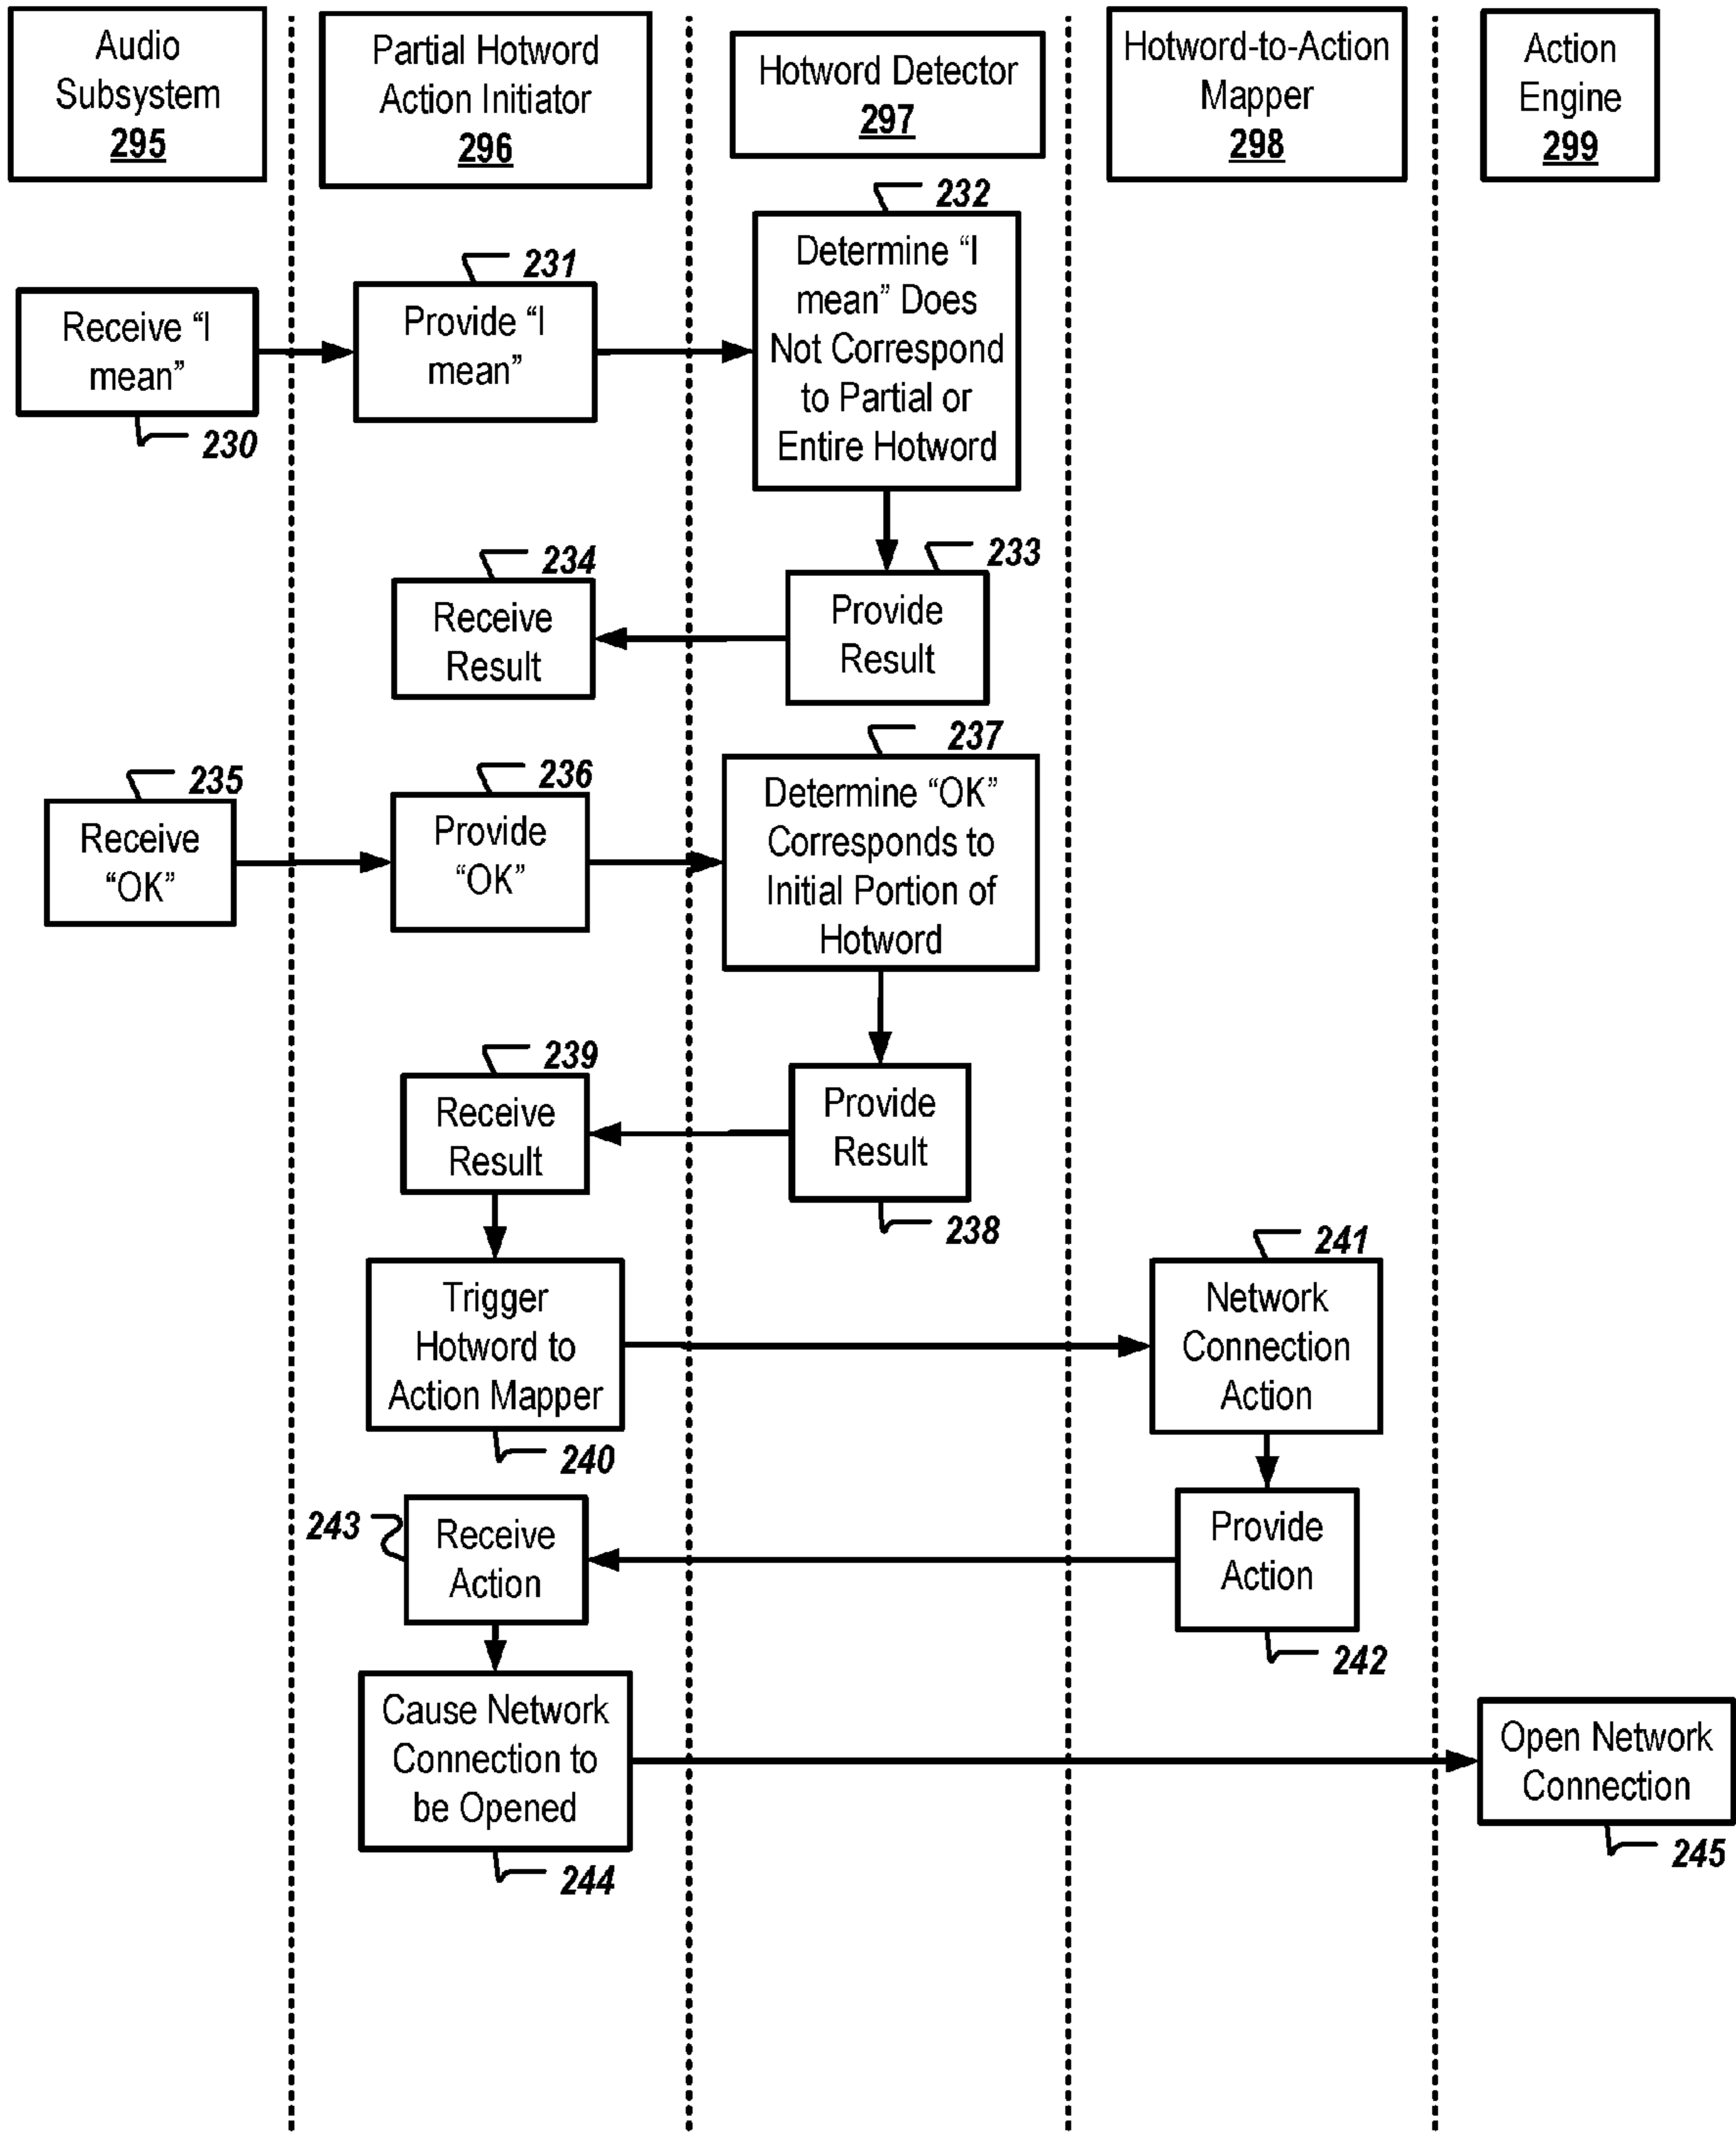 Audio
Subsystem
295
Partial Hotword
Action Initiator
296
Hotword Detector
297
Hotword-to-Action
Mapper
298
Action
Engine
299
Receive “I
mean”
230
231
Provide “I
mean”
232
Determine “I
mean” Does
Not Correspond
to Partial or
Entire Hotword
233
Provide
Result
234
Receive
Result
235
Receive
“OK”
236
Provide
“OK”
237
Determine “OK”
Corresponds to
Initial Portion of
Hotword
Provide
Result
238
239
Receive
Result
Trigger
Hotword to
Action Mapper
240
241
Network
Connection
Action
Provide
Action
242
243
Receive
Action
Cause Network
Connection to
be Opened
244
Open Network
Connection
245